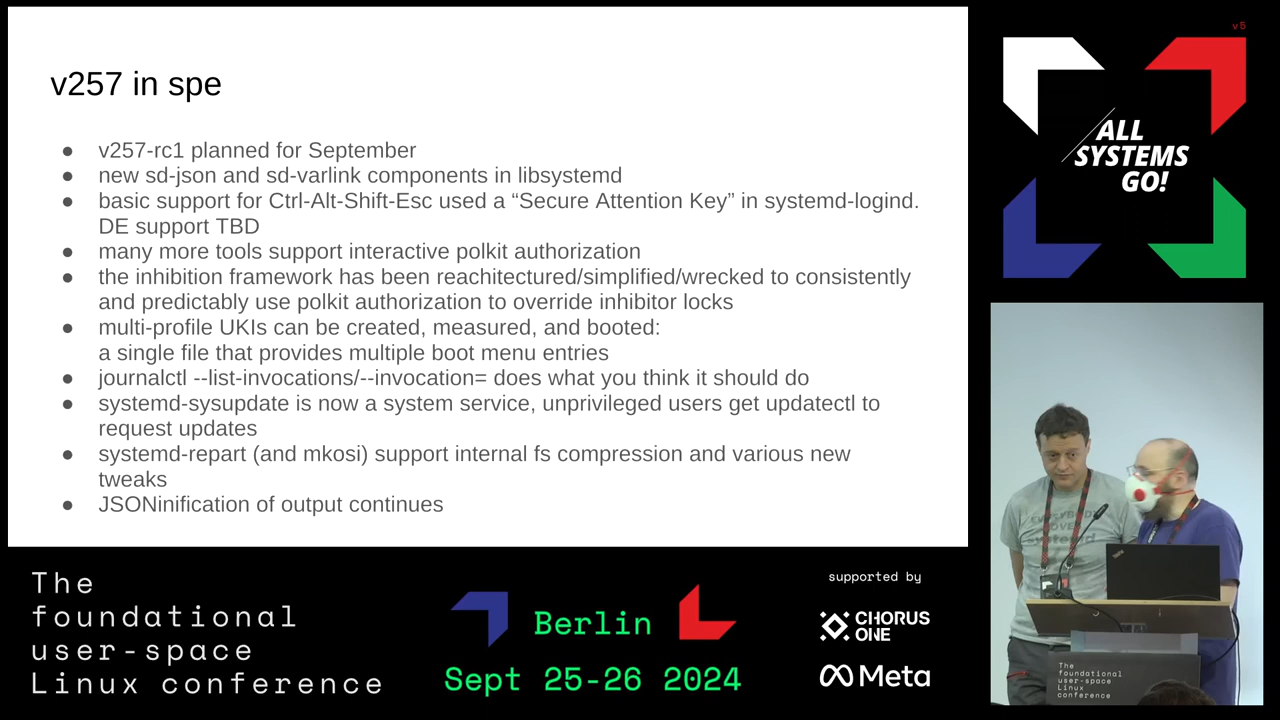 v257 in spe
● v257-rc1 planned for September
● new sd-json and sd-varlink components in libsystemd
● basic support for Ctrl-Alt-Shift-Esc used a “Secure Attention Key” in systemd-logind.
DE support TBD
● many more tools support interactive polkit authorization
● the inhibition framework has been reachitectured/simplified/wrecked to consistently
and predictably use polkit authorization to override inhibitor locks
● multi-profile UKIs can be created, measured, and booted:
a single file that provides multiple boot menu entries
● journalctl --list-invocations/--invocation= does what you think it should do
● systemd-sysupdate is now a system service, unprivileged users get updatectl to
request updates
● systemd-repart (and mkosi) support internal fs compression and various new
tweaks
● JSONinification of output continues
v5
ALL
SYSTEMS
GO!
The
foundational
user-space
Linux conference
Berlin
Sept 25-26 2024
supported by
CHORUS
ONE
Meta
The
foundational
user-space
Linux
conference